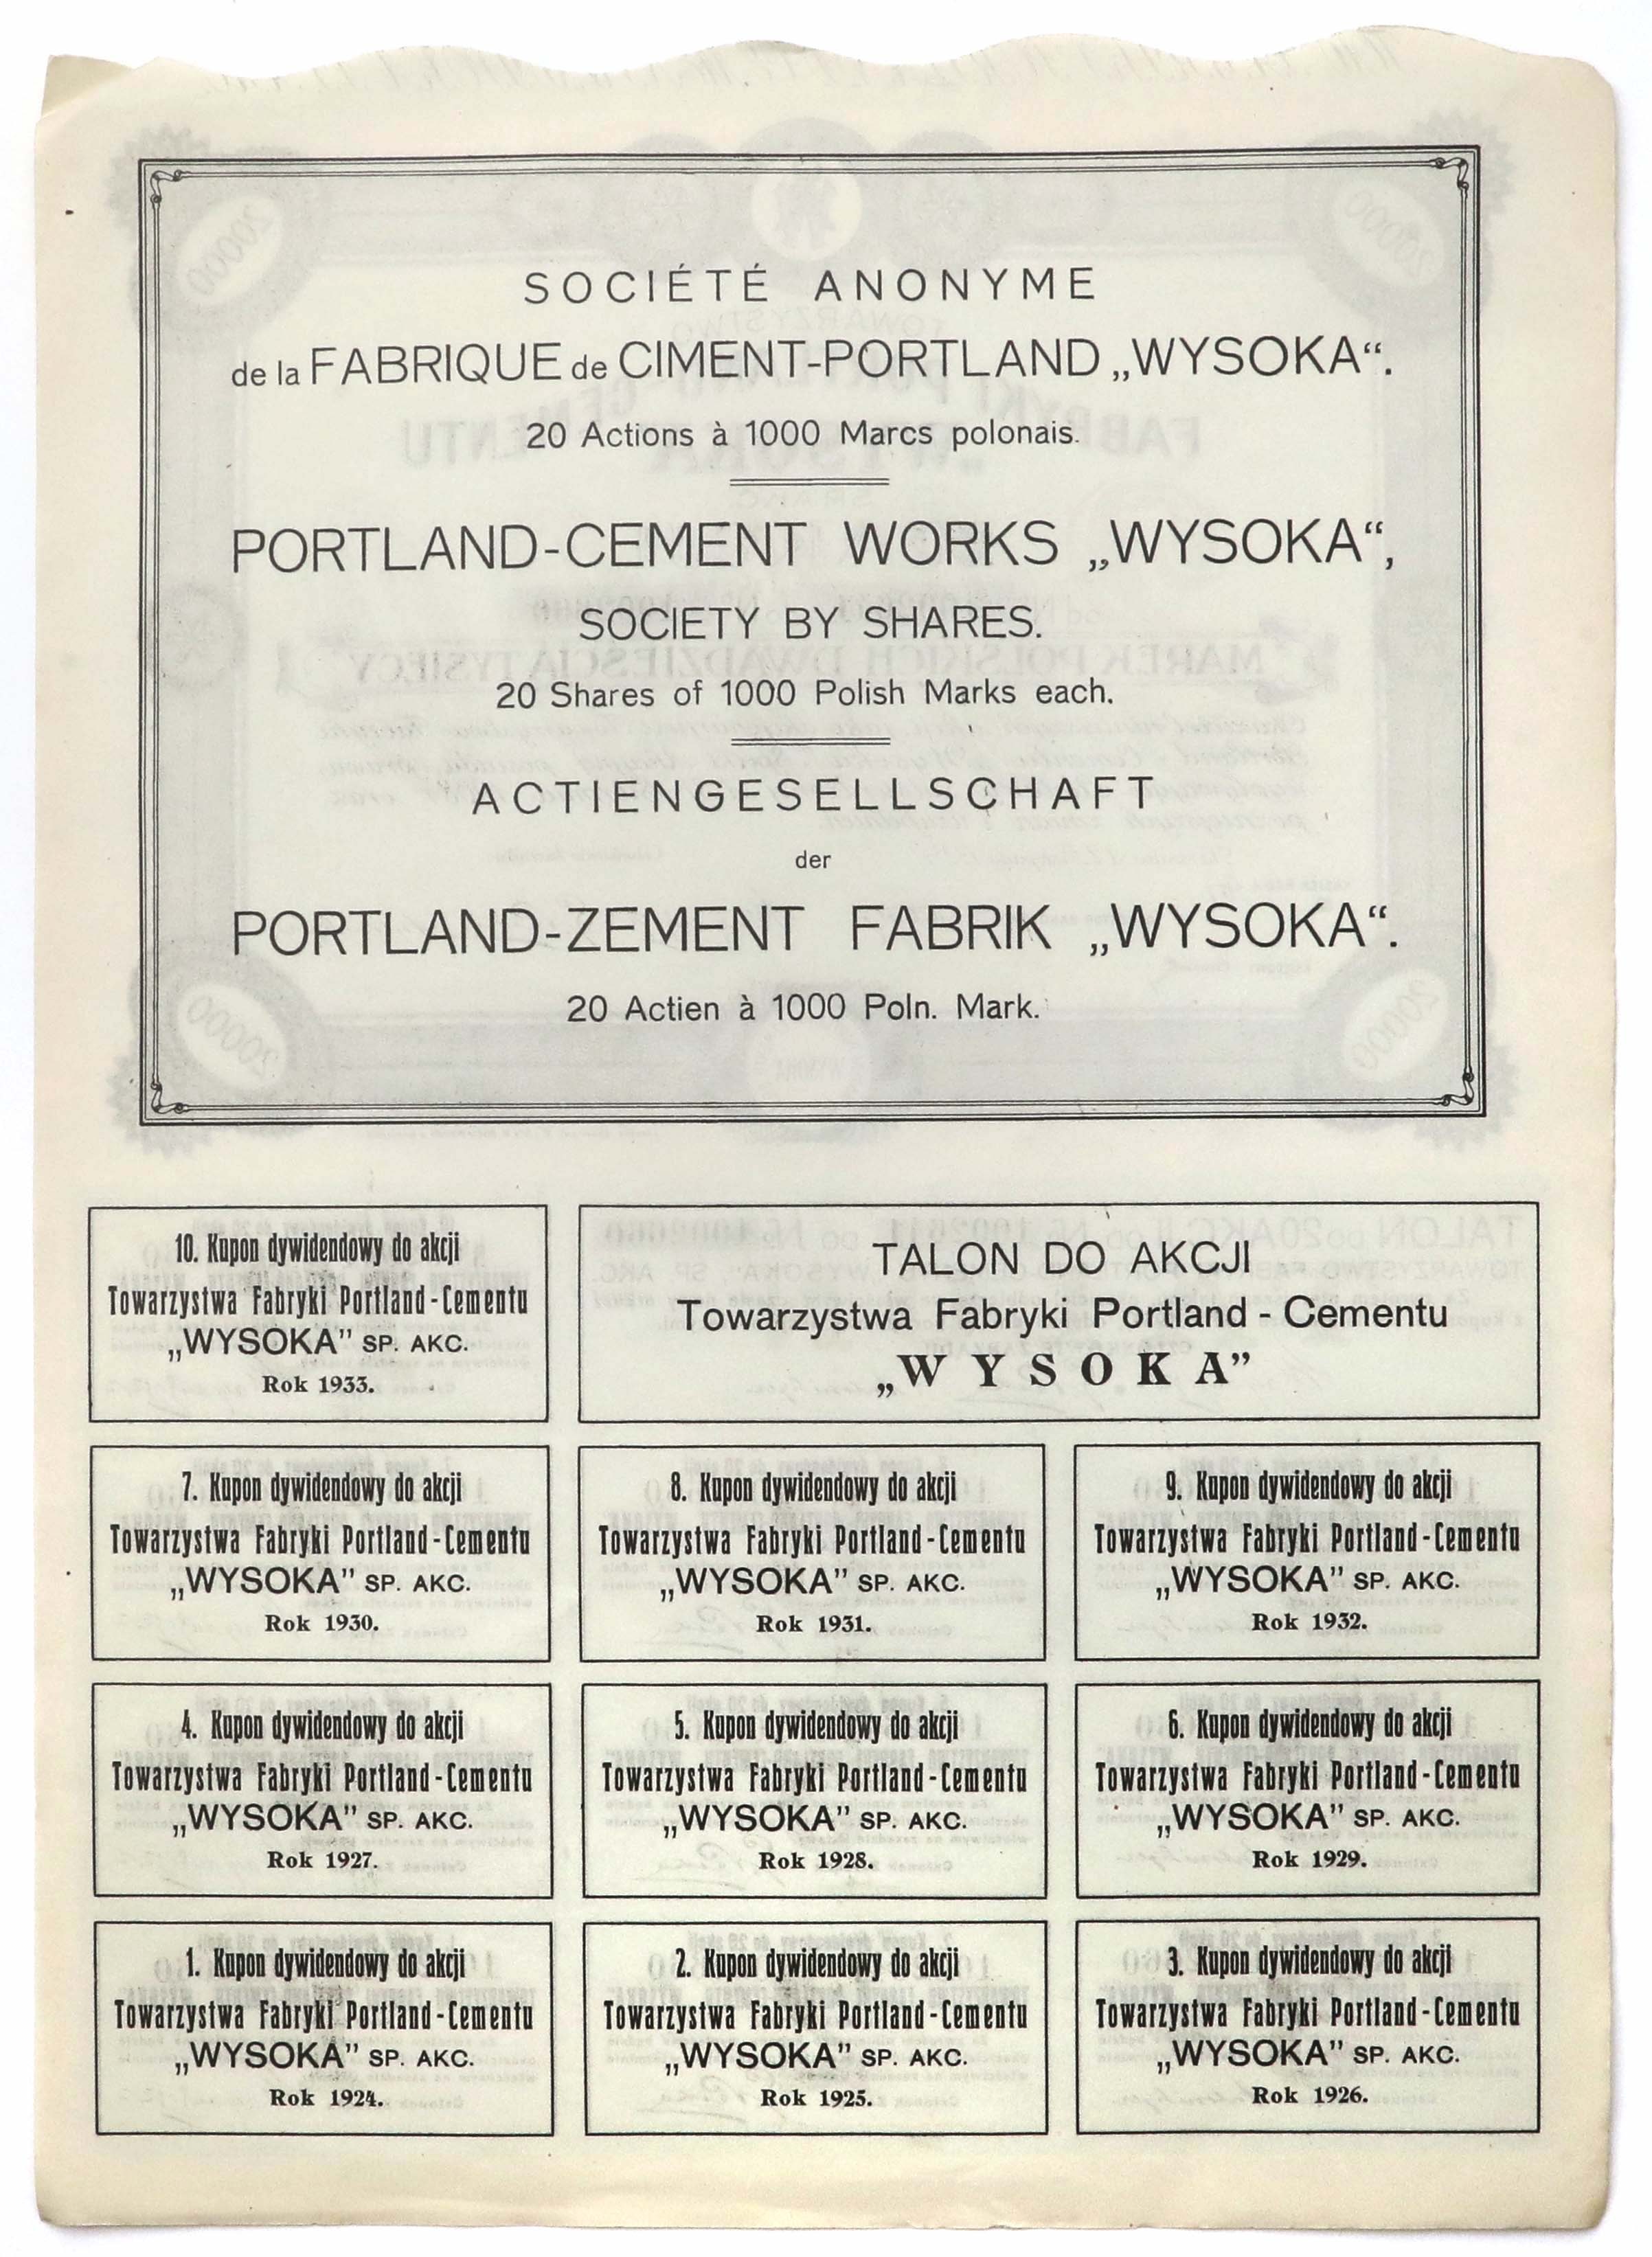 SOCIÉTÉ ANONYME
de la FABRIQUE de CIMENT-PORTLAND „WYSOKA“.
20 Actions à 1000 Marcs polonais.
PORTLAND-CEMENT WORKS „WYSOKA“,
SOCIETY BY SHARES.
20 Shares of 1000 Polish Marks each.
ACTIENGESELLSCHAFT
der
PORTLAND-ZEMENT FABRIK „WYSOKA“.
20 Actien à 1000 Poln. Mark.
10. Kupon dywidendowy do akcji
Towarzystwa Fabryki Portland-Cementu
„WYSOKA” SP. AKC.
Rok 1933.
TALON DO AKCJI
Towarzystwa Fabryki Portland - Cementu
„WYSOKA”
7. Kupon dywidendowy do akcji
Towarzystwa Fabryki Portland-Cementu
„WYSOKA” SP. AKC.
Rok 1930.
8. Kupon dywidendowy do akcji
Towarzystwa Fabryki Portland-Cementu
„WYSOKA” SP. AKC.
Rok 1931.
9. Kupon dywidendowy do akcji
Towarzystwa Fabryki Portland-Cementu
„WYSOKA” SP. AKC.
Rok 1932.
4. Kupon dywidendowy do akcji
Towarzystwa Fabryki Portland-Cementu
„WYSOKA” SP. AKC.
Rok 1927.
5. Kupon dywidendowy do akcji
Towarzystwa Fabryki Portland-Cementu
„WYSOKA” SP. AKC.
Rok 1928.
6. Kupon dywidendowy do akcji
Towarzystwa Fabryki Portland-Cementu
„WYSOKA” SP. AKC.
Rok 1929.
1. Kupon dywidendowy do akcji
Towarzystwa Fabryki Portland-Cementu
„WYSOKA” SP. AKC.
Rok 1924.
2. Kupon dywidendowy do akcji
Towarzystwa Fabryki Portland-Cementu
„WYSOKA” SP. AKC.
Rok 1925.
3. Kupon dywidendowy do akcji
Towarzystwa Fabryki Portland-Cementu
„WYSOKA” SP. AKC.
Rok 1926.